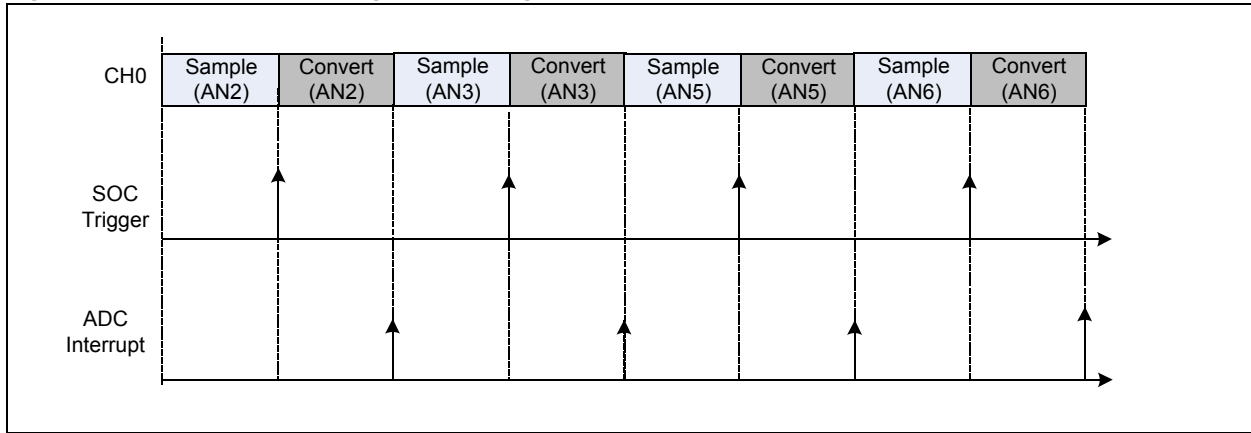 CH0
Sample
(AN2)
Convert
(AN2)
Sample
(AN3)
Convert
(AN3)
Sample
(AN5)
Convert
(AN5)
Sample
(AN6)
Convert
(AN6)
SOC
Trigger
ADC
Interrupt